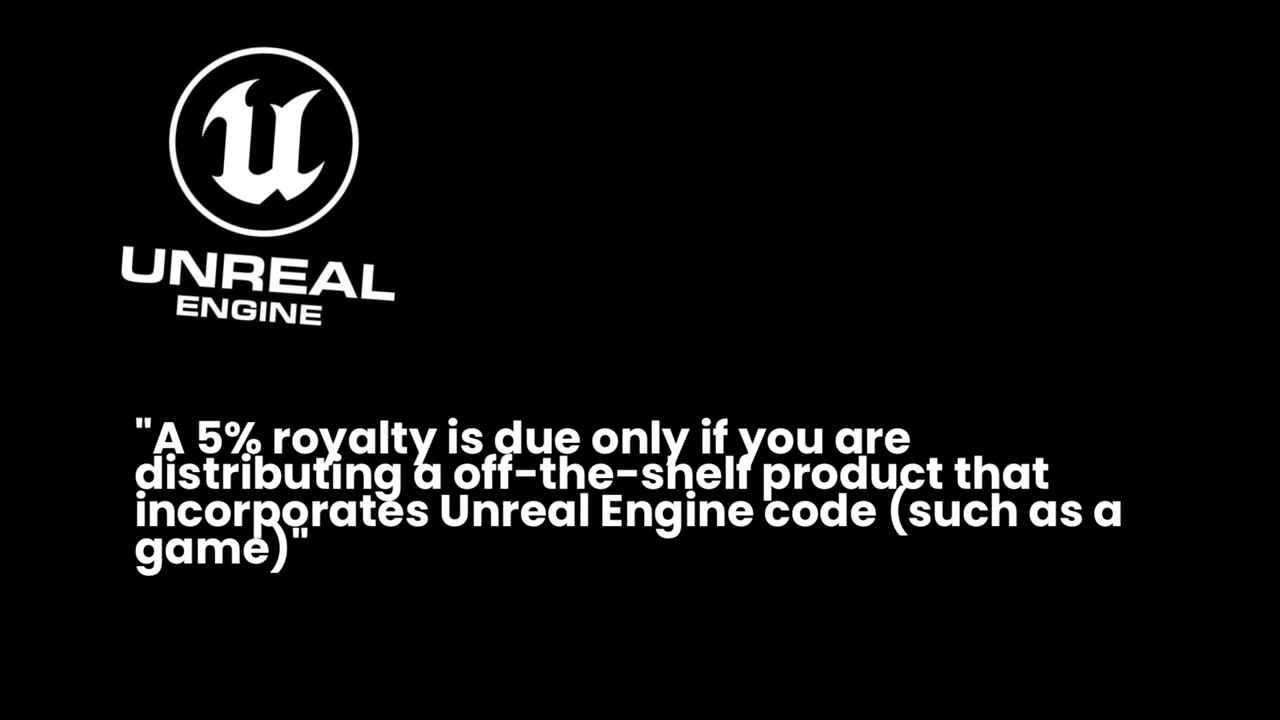 UNREAL
ENGINE
"A 5% royalty is due only if you are
distributing a off-the-shelf product that
incorporates Unreal Engine code (such as a
game)"